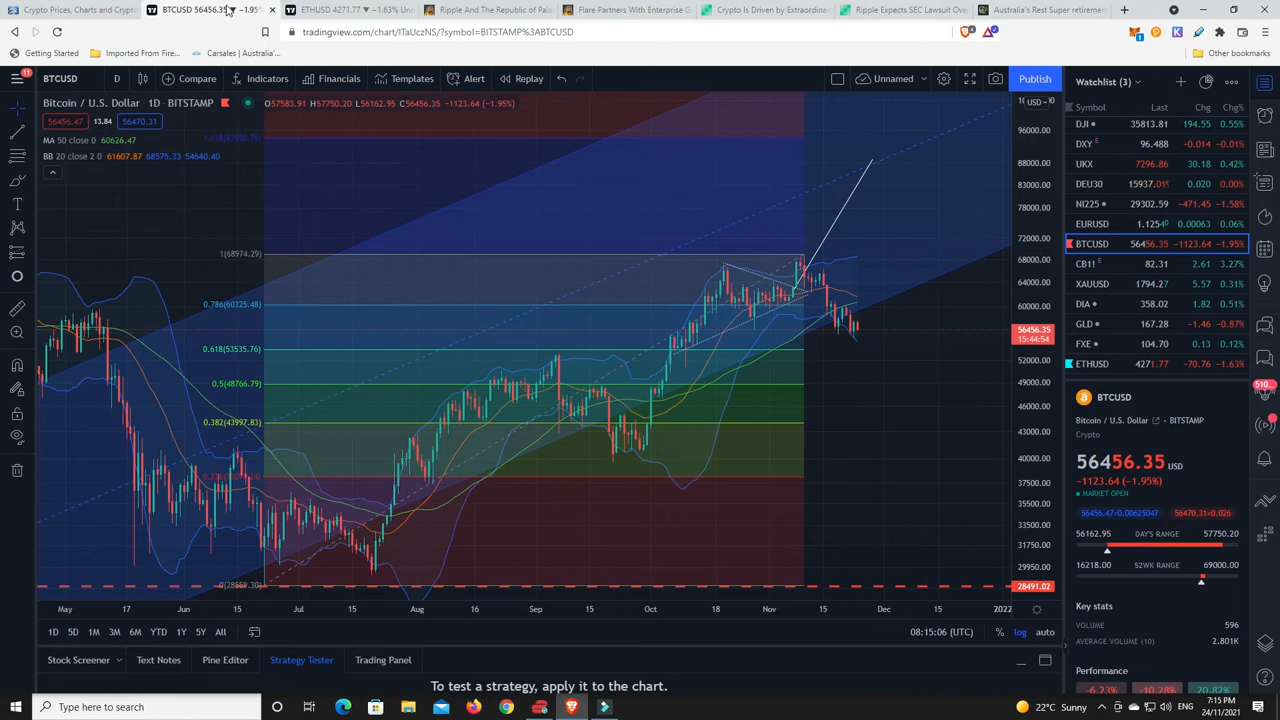 Crypto Prices, Charts and Crypto
BTCUSD 56456.35 ▼ −1.95%
ETHUSD 4271.77 ▼ −1.63% Un
Ripple And The Republic of Pala
Flare Partners With Enterprise G
Crypto Is Driven by Extraordinar
Ripple Expects SEC Lawsuit Over
Australia's Rest Super retiremen
tradingview.com/chart/ITaUczNS/?symbol=BITSTAMP%3ABTCUSD
Getting Started
Imported From Fire...
Carsales | Australia'...
Other bookmarks
11
BTCUSD
D
Compare
Indicators
Financials
Templates
Alert
Replay
Unnamed
Publish
Watchlist (3)
Bitcoin / U.S. Dollar · 1D · BITSTAMP
O57583.91 H57750.20 L56162.95 C56456.35 −1123.64 (−1.95%)
56456.47 13.84 56470.31
MA 50 close 0 60626.47
BB 20 close 2 0 61607.87 68575.33 54640.40
1(68974.29)
0.786(60325.48)
0.618(53535.76)
0.5(48766.79)
0.382(43997.83)
0(28559.30)
USD
96000.00
88000.00
83000.00
78000.00
72000.00
68000.00
64000.00
60000.00
56456.35
15:44:54
52000.00
49000.00
46000.00
43000.00
40000.00
37500.00
35000.00
33500.00
31750.00
29950.00
28491.02
May 17 Jun 15 Jul 15 Aug 16 Sep 15 Oct 18 Nov 15 Dec 15 2022
1D 5D 1M 3M 6M YTD 1Y 5Y All
08:15:06 (UTC) % log auto
Stock Screener Text Notes Pine Editor Strategy Tester Trading Panel
To test a strategy, apply it to the chart.
Symbol Last Chg Chg%
DJI 35813.81 194.55 0.55%
DXY E 96.488 −0.014 −0.01%
UKX 7296.86 30.18 0.42%
DEU30 15937.01 0.020 0.00%
NI225 29302.59 −471.45 −1.58%
EURUSD 1.1254⁰ 0.00063 0.06%
BTCUSD 56456.35 −1123.64 −1.95%
CB1! E 82.31 2.61 3.27%
XAUUSD 1794.27 5.57 0.31%
DIA 358.02 1.82 0.51%
GLD 167.28 −1.46 −0.87%
FXE 104.70 0.13 0.12%
ETHUSD 4271.77 −70.76 −1.63%
BTCUSD
Bitcoin / U.S. Dollar BITSTAMP
Crypto
56456.35 USD
−1123.64 (−1.95%)
MARKET OPEN
56456.47×0.00625047 56470.31×0.026
56162.95 DAY'S RANGE 57750.20
16218.00 52WK RANGE 69000.00
Key stats
VOLUME 596
AVERAGE VOLUME (10) 2.801K
Performance
−6.23% −10.28% 20.82%
Type here to search
22°C Sunny
ENG
7:15 PM
24/11/2021